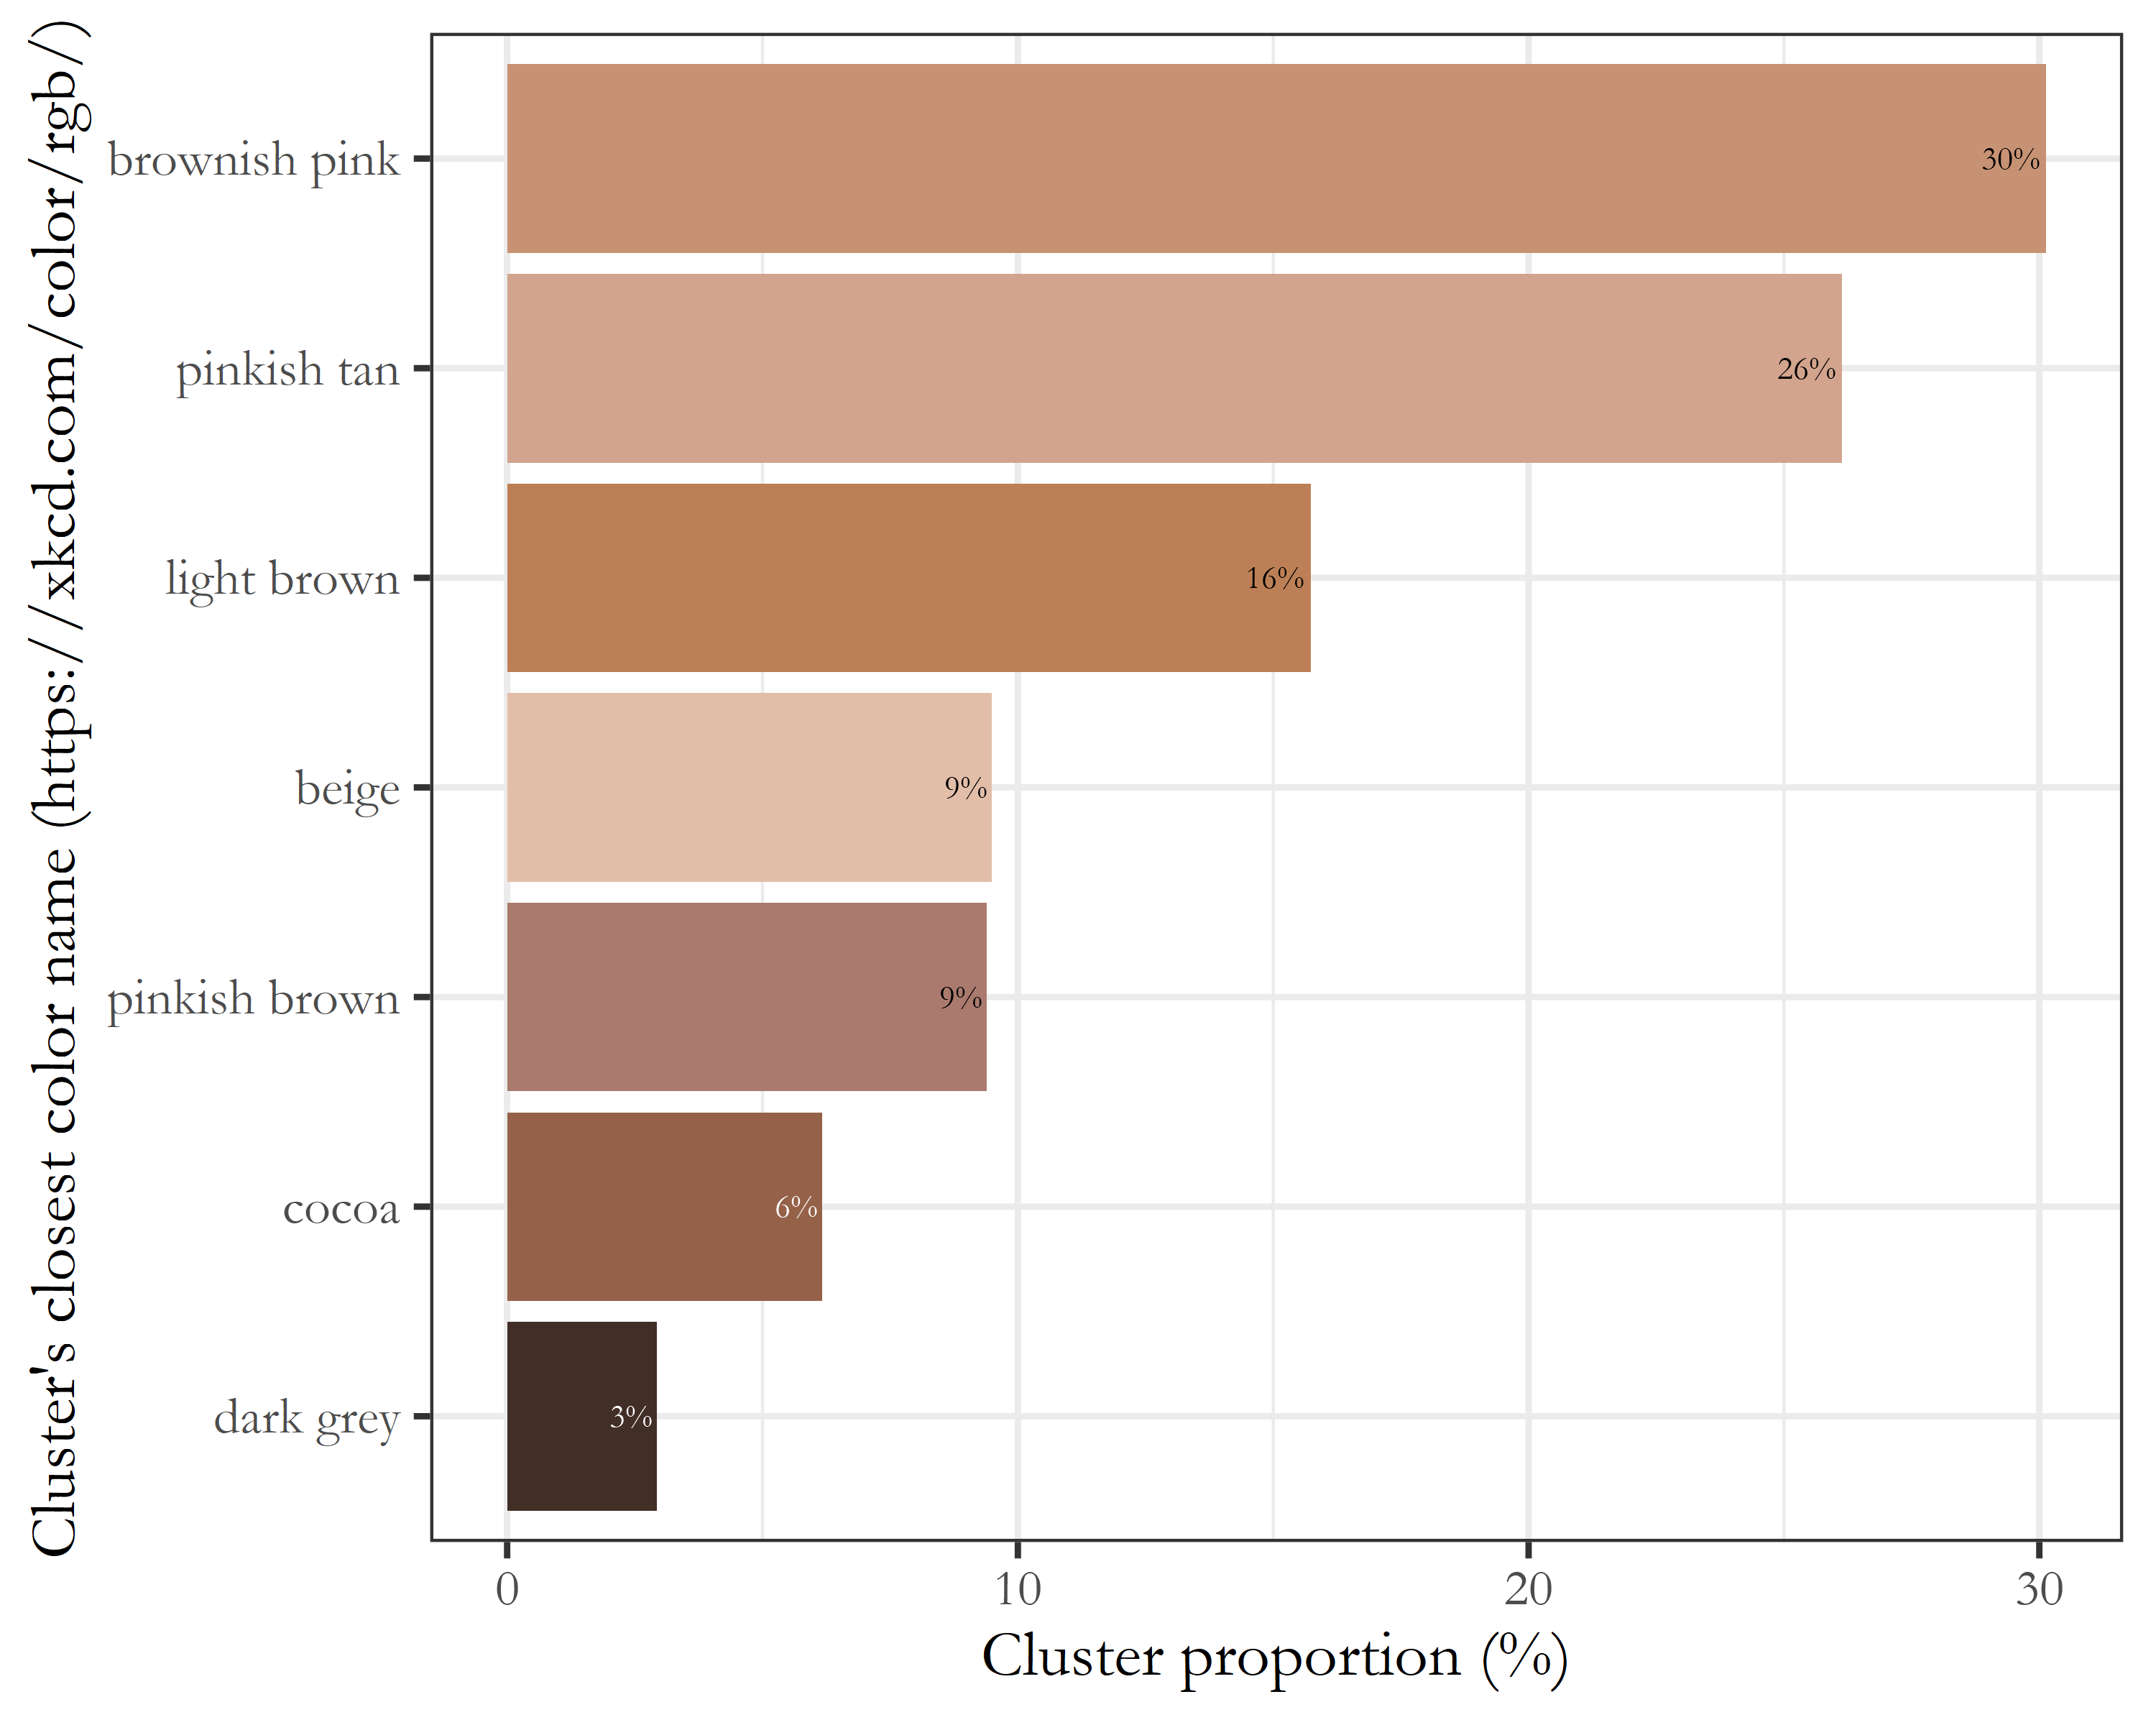 Cluster's closest color name (https://xkcd.com/color/rgb/)
brownish pink
30%
pinkish tan
26%
light brown
16%
beige
9%
pinkish brown
9%
cocoa
6%
dark grey
3%
0 10 20 30
Cluster proportion (%)